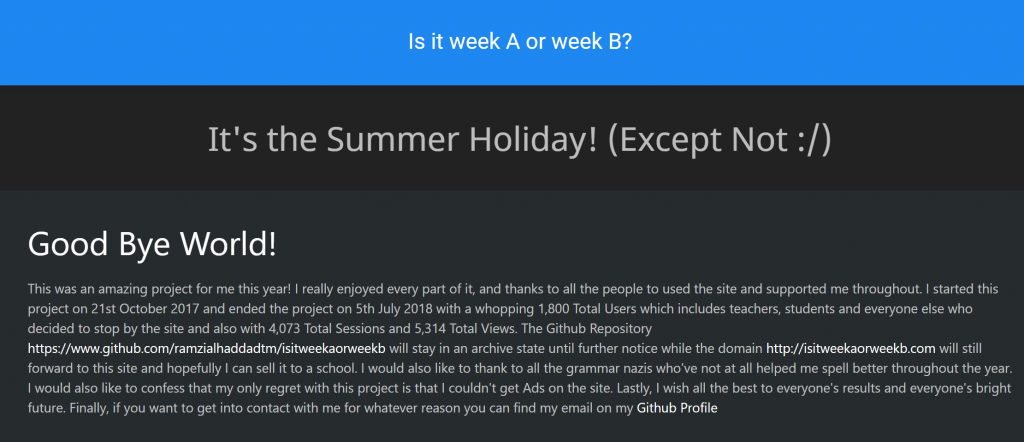 Is it week A or week B?
It's the Summer Holiday! (Except Not :/)
Good Bye World!
This was an amazing project for me this year! I really enjoyed every part of it, and thanks to all the people to used the site and supported me throughout. I started this
project on 21st October 2017 and ended the project on 5th July 2018 with a whopping 1,800 Total Users which includes teachers, students and everyone else who
decided to stop by the site and also with 4,073 Total Sessions and 5,314 Total Views. The Github Repository
https://www.github.com/ramzialhaddadtm/isitweekaorweekb will stay in an archive state until further notice while the domain http://isitweekaorweekb.com will still
forward to this site and hopefully I can sell it to a school. I would also like to thank to all the grammar nazis who've not at all helped me spell better throughout the year.
I would also like to confess that my only regret with this project is that I couldn't get Ads on the site. Lastly, I wish all the best to everyone's results and everyone's bright
future. Finally, if you want to get into contact with me for whatever reason you can find my email on my Github Profile